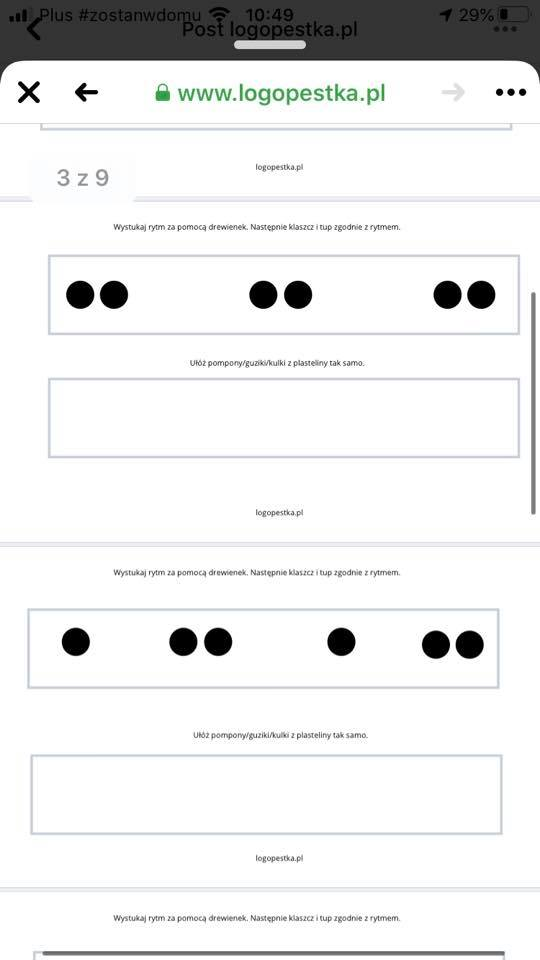 Plus #zostanwdomu 10:49 29%
Post logopestka.pl
www.logopestka.pl
logopestka.pl
3 z 9
Wystukaj rytm za pomocą drewienek. Następnie klaszcz i tup zgodnie z rytmem.
Ułóż pompony/guziki/kulki z plasteliny tak samo.
logopestka.pl
Wystukaj rytm za pomocą drewienek. Następnie klaszcz i tup zgodnie z rytmem.
Ułóż pompony/guziki/kulki z plasteliny tak samo.
logopestka.pl
Wystukaj rytm za pomocą drewienek. Następnie klaszcz i tup zgodnie z rytmem.